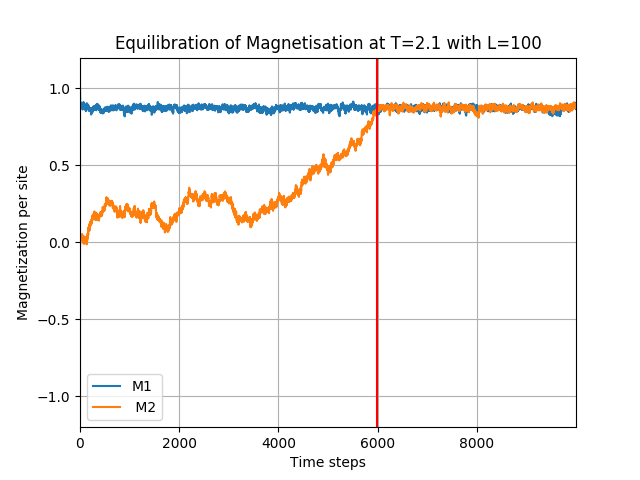 Equilibration of Magnetisation at T=2.1 with L=100
Magnetization per site
1.0
0.5
0.0
−0.5
−1.0
M1
M2
0 2000 4000 6000 8000
Time steps